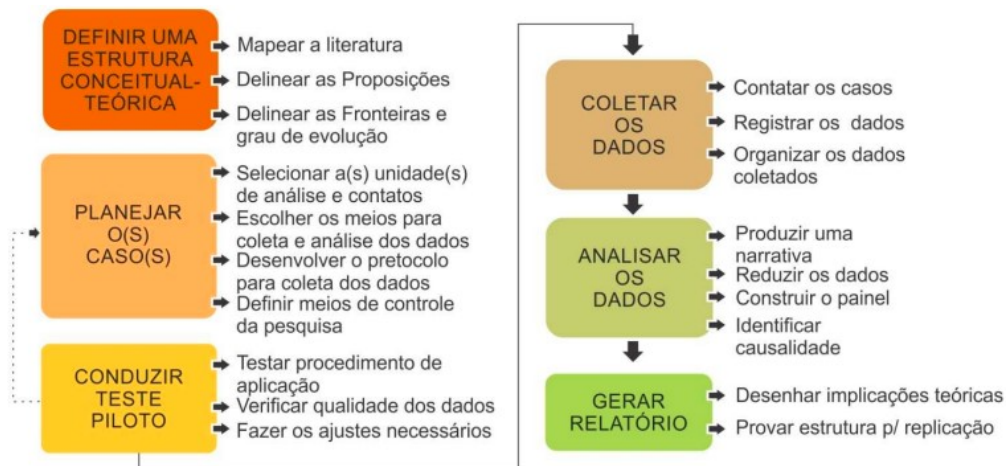 DEFINIR UMA
ESTRUTURA
CONCEITUAL-
TEÓRICA
Mapear a literatura
Delinear as Proposições
Delinear as Fronteiras e
grau de evolução
PLANEJAR
O(S)
CASO(S)
Selecionar a(s) unidade(s)
de análise e contatos
Escolher os meios para
coleta e análise dos dados
Desenvolver o pretocolo
para coleta dos dados
Definir meios de controle
da pesquisa
CONDUZIR
TESTE
PILOTO
Testar procedimento de
aplicação
Verificar qualidade dos dados
Fazer os ajustes necessários
COLETAR
OS
DADOS
Contatar os casos
Registrar os dados
Organizar os dados
coletados
ANALISAR
OS
DADOS
Produzir uma
narrativa
Reduzir os dados
Construir o painel
Identificar
causalidade
GERAR
RELATÓRIO
Desenhar implicações teóricas
Provar estrutura p/ replicação